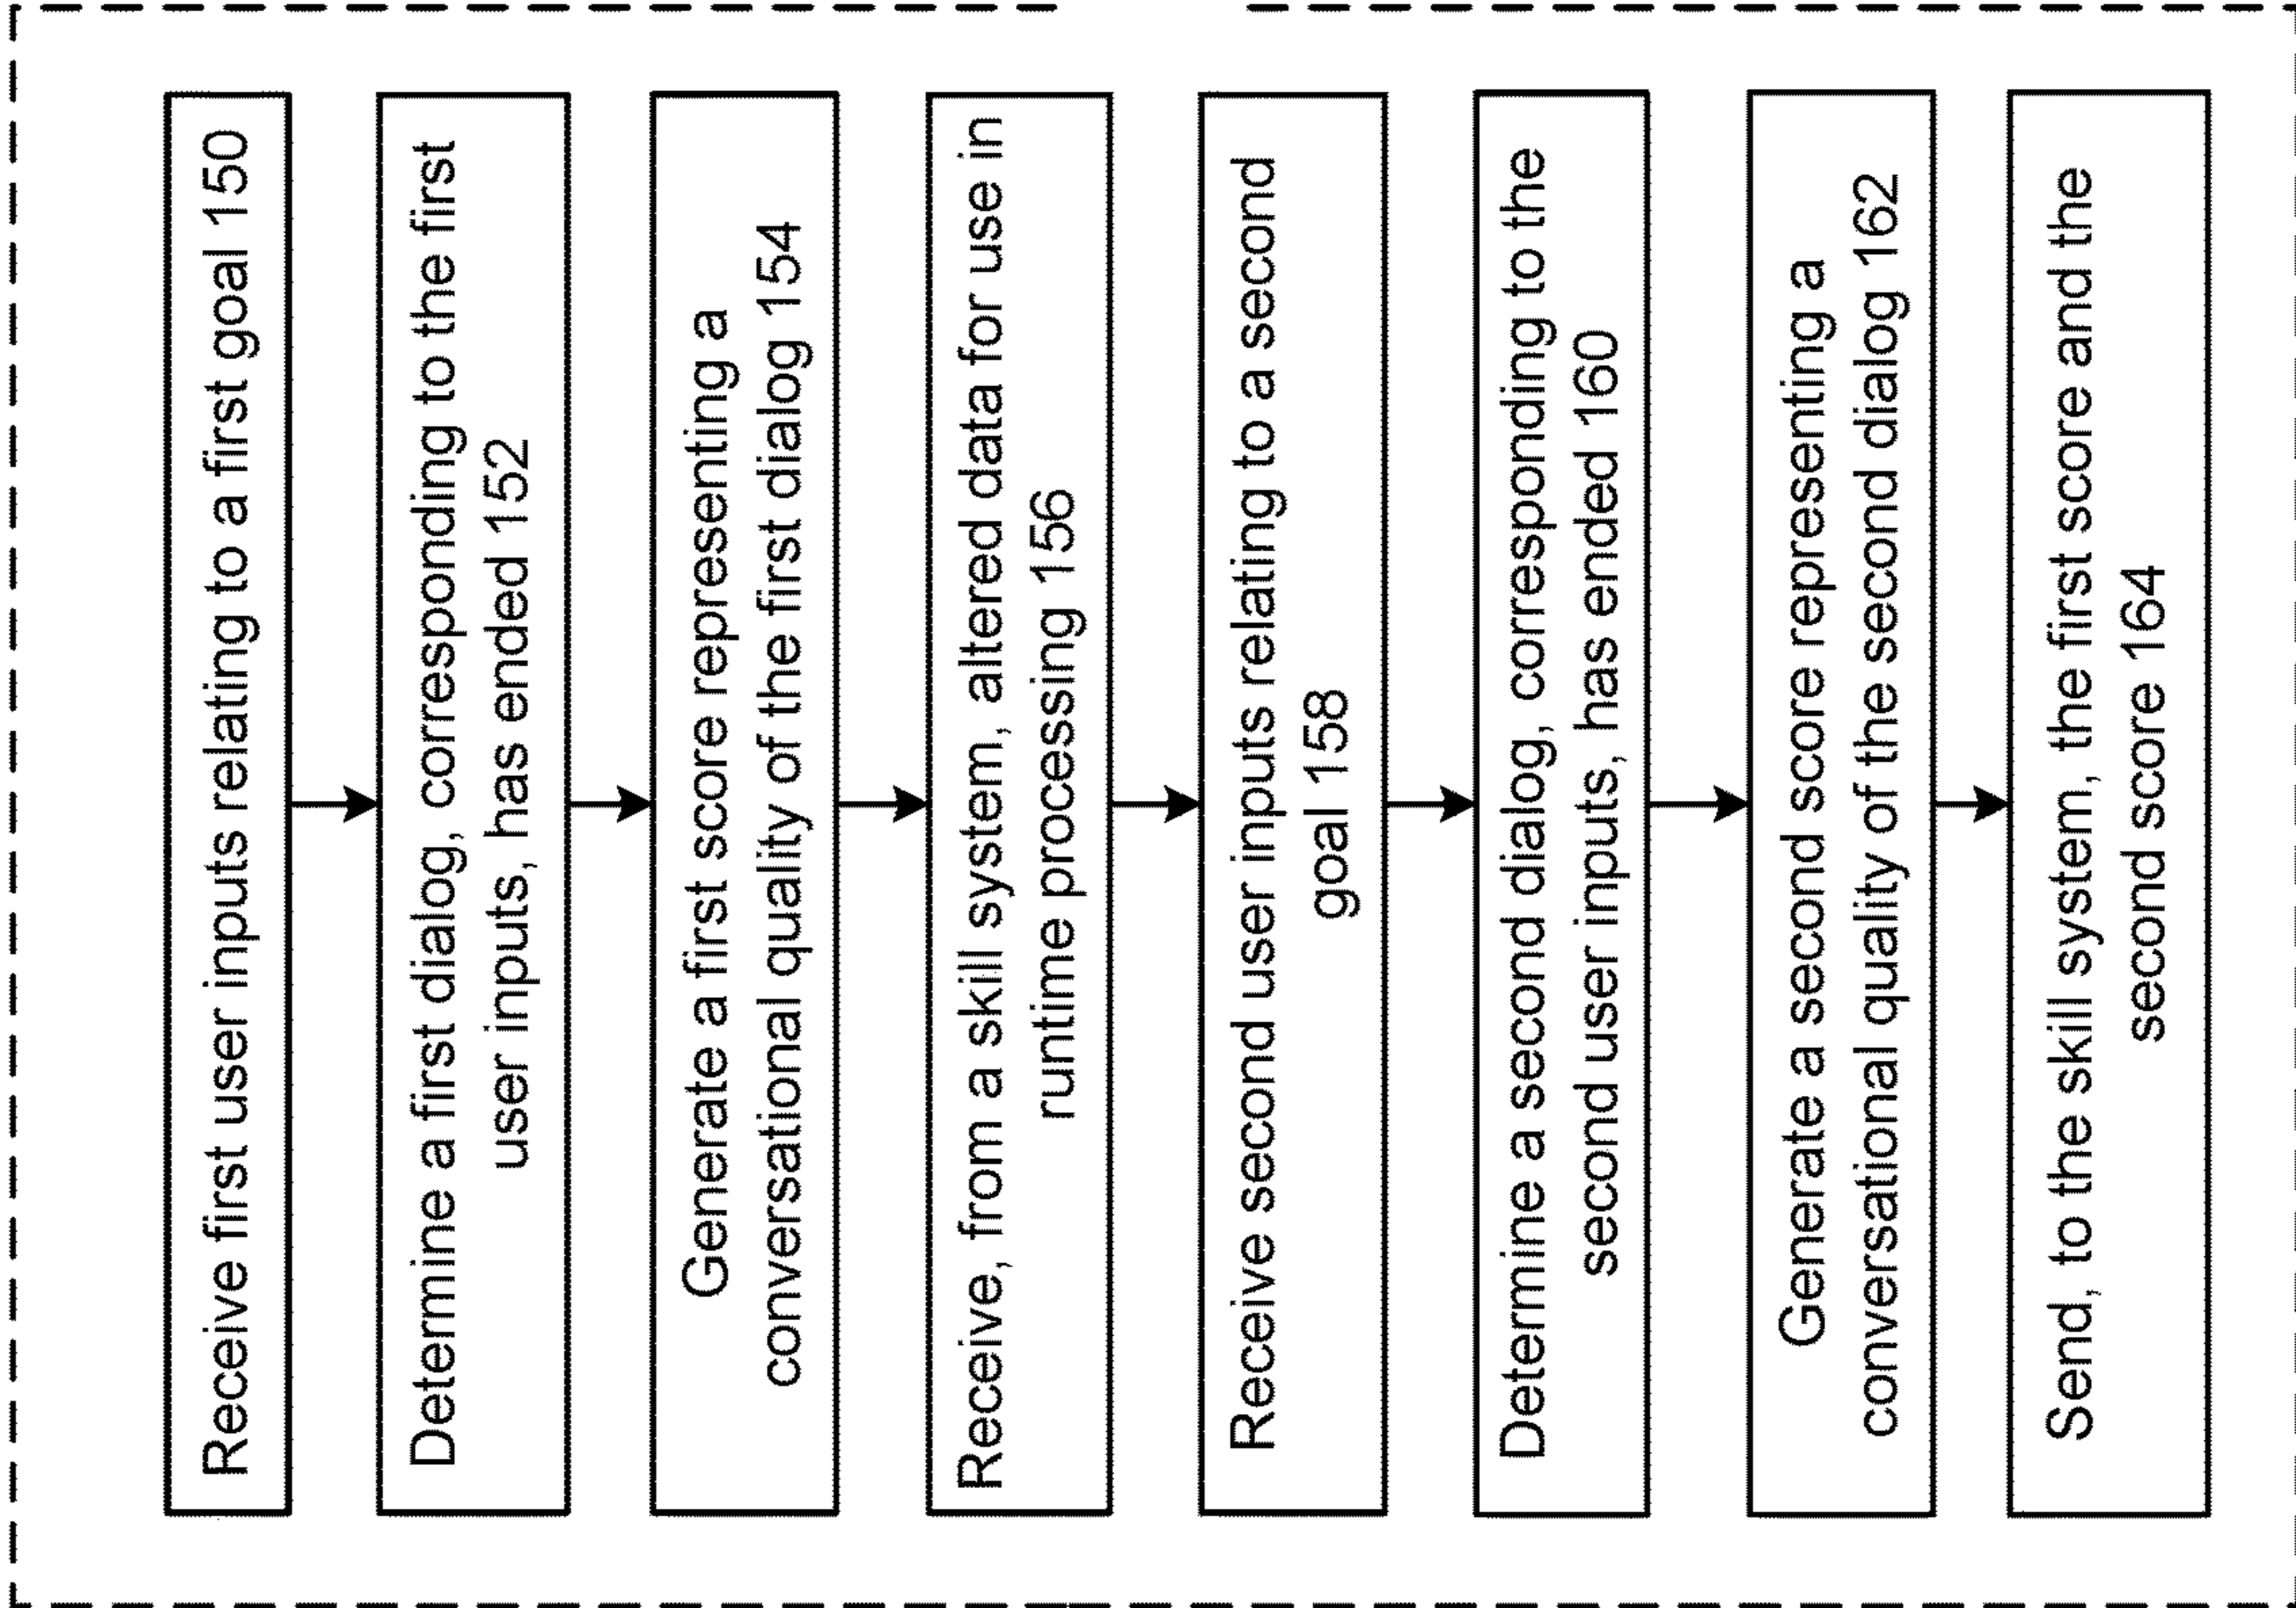 Receive first user inputs relating to a first goal 150
Determine a first dialog, corresponding to the first
user inputs, has ended 152
Generate a first score representing a
conversational quality of the first dialog 154
Receive, from a skill system, altered data for use in
runtime processing 156
Receive second user inputs relating to a second
goal 158
Determine a second dialog, corresponding to the
second user inputs, has ended 160
Generate a second score representing a
conversational quality of the second dialog 162
Send, to the skill system, the first score and the
second score 164